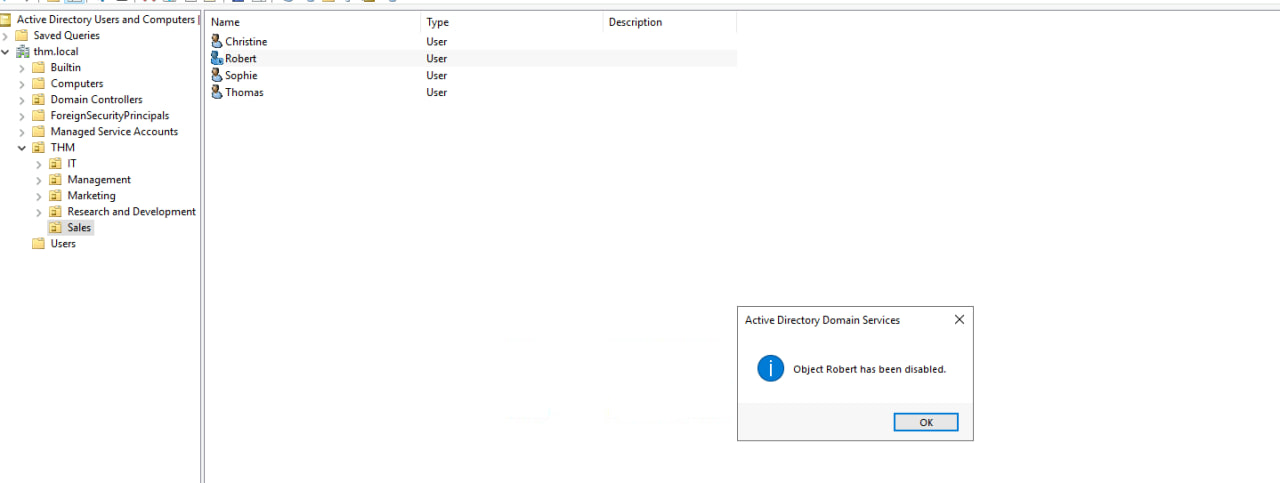 Active Directory Users and Computers [
Saved Queries
thm.local
Builtin
Computers
Domain Controllers
ForeignSecurityPrincipals
Managed Service Accounts
THM
IT
Management
Marketing
Research and Development
Sales
Users
Name Type Description
Christine User
Robert User
Sophie User
Thomas User
Active Directory Domain Services
Object Robert has been disabled.
OK